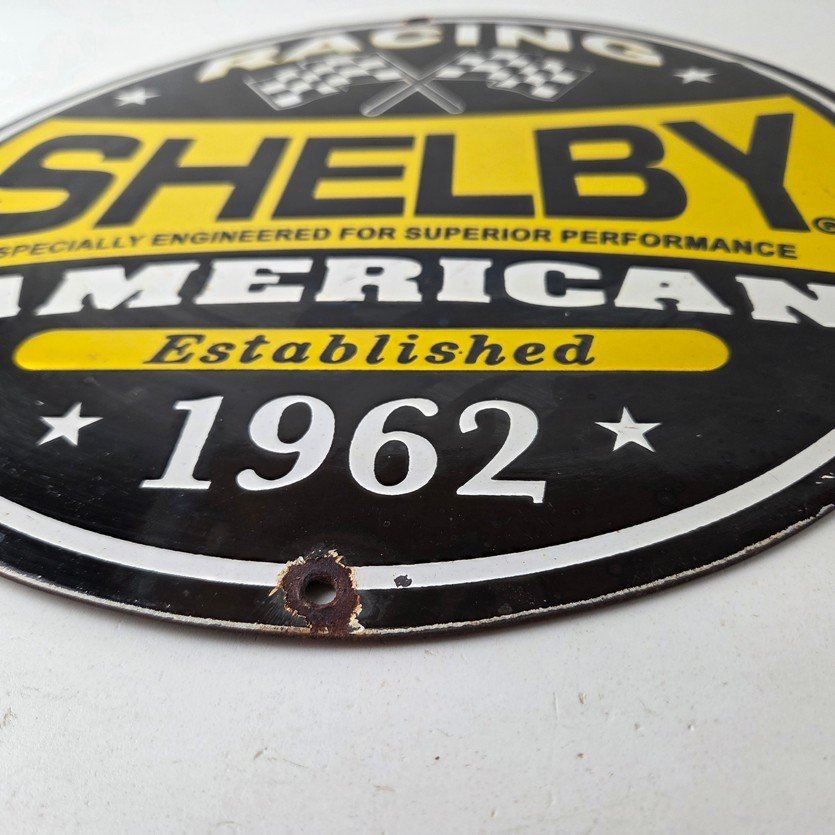 RACING
SHELBY®
SPECIALLY ENGINEERED FOR SUPERIOR PERFORMANCE
AMERICAN
Established
1962